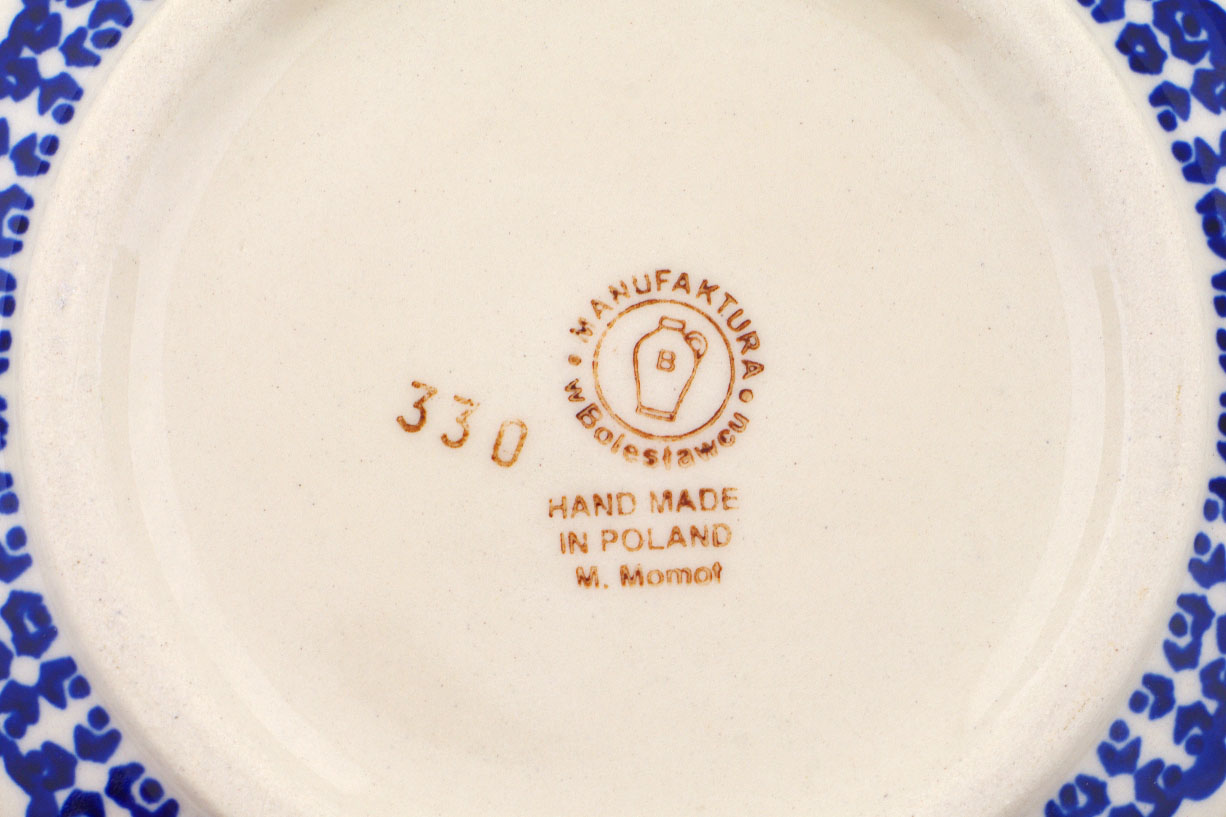 MANUFAKTURA
w Bolesławcu
B
330
HAND MADE
IN POLAND
M. Momot